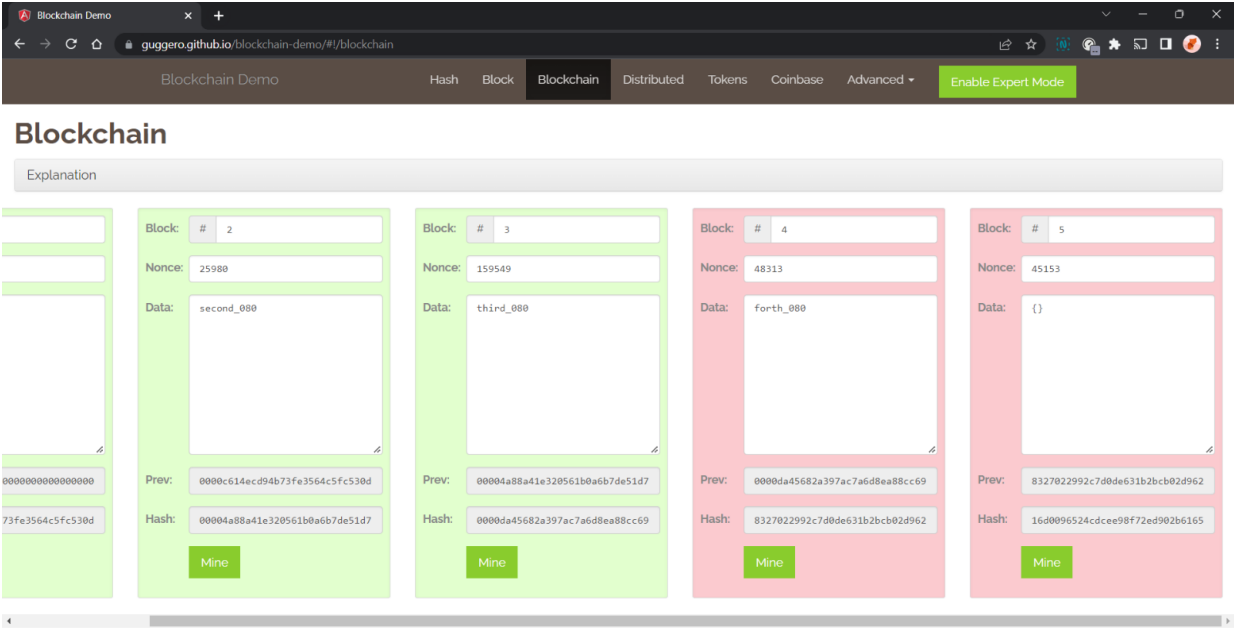 Blockchain Demo
guggero.github.io/blockchain-demo/#!/blockchain
Blockchain Demo Hash Block Blockchain Distributed Tokens Coinbase Advanced Enable Expert Mode
Blockchain
Explanation
Block: # 2 Block: # 3 Block: # 4 Block: # 5
Nonce: 25980 Nonce: 159549 Nonce: 48313 Nonce: 45153
Data: second_080 Data: third_080 Data: forth_080 Data: {}
0000000000000000 Prev: 0000c614ecd94b73fe3564c5fc530d Prev: 00004a88a41e320561b0a6b7de51d7 Prev: 0000da45682a397ac7a6d8ea88cc69 Prev: 8327022992c7d0de631b2bcb02d962
73fe3564c5fc530d Hash: 00004a88a41e320561b0a6b7de51d7 Hash: 0000da45682a397ac7a6d8ea88cc69 Hash: 8327022992c7d0de631b2bcb02d962 Hash: 16d0096524cdcee98f72ed902b6165
Mine Mine Mine Mine